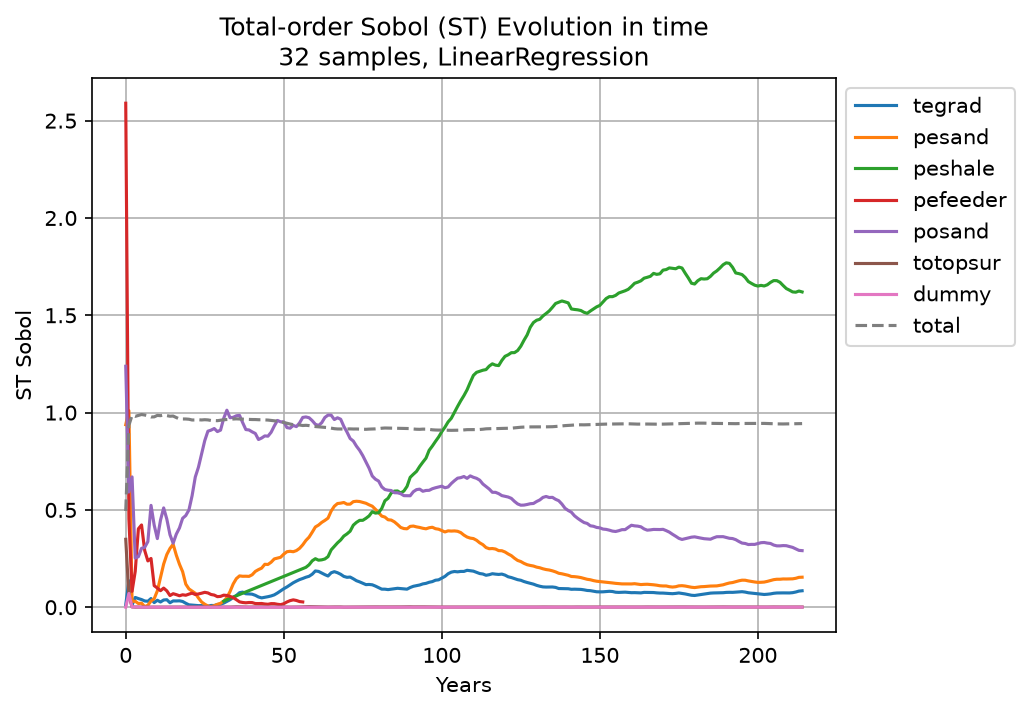 Total-order Sobol (ST) Evolution in time
32 samples, LinearRegression
ST Sobol
2.5
2.0
1.5
1.0
0.5
0.0
0
50
100
150
200
Years
tegrad
pesand
peshale
pefeeder
posand
totopsur
dummy
total